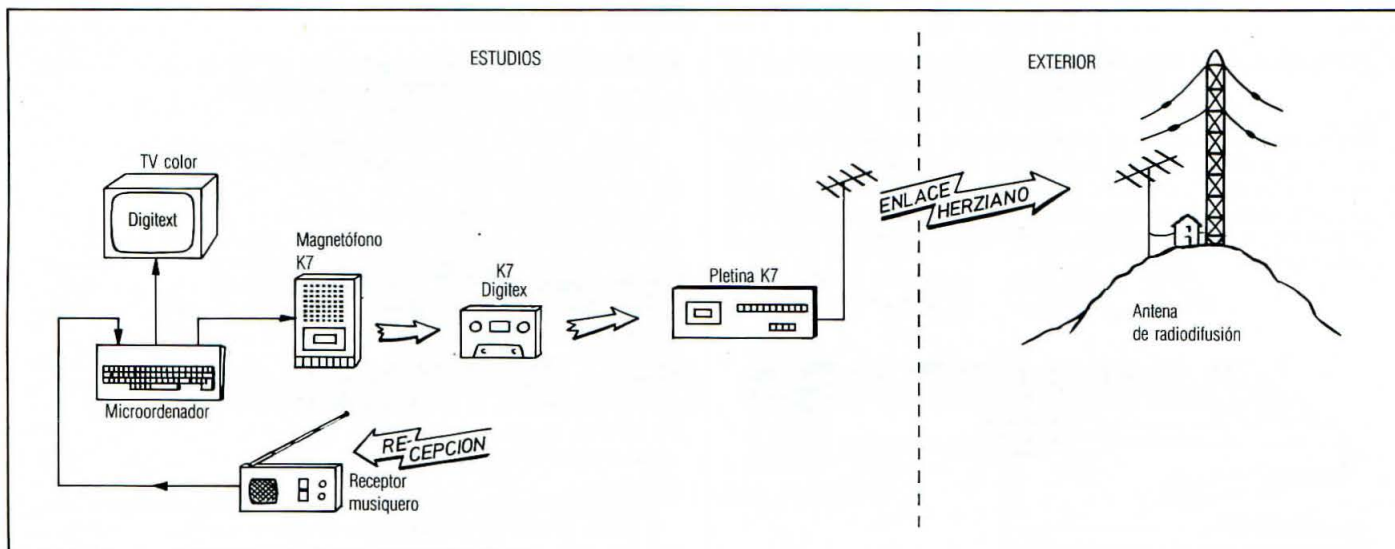 ESTUDIOS
EXTERIOR
TV color
Digitext
Magnetófono
K7
K7
Digitex
Pletina K7
ENLACE
HERZIANO
Antena
de radiodifusión
Microordenador
RE-
CEPCION
Receptor
musiquero